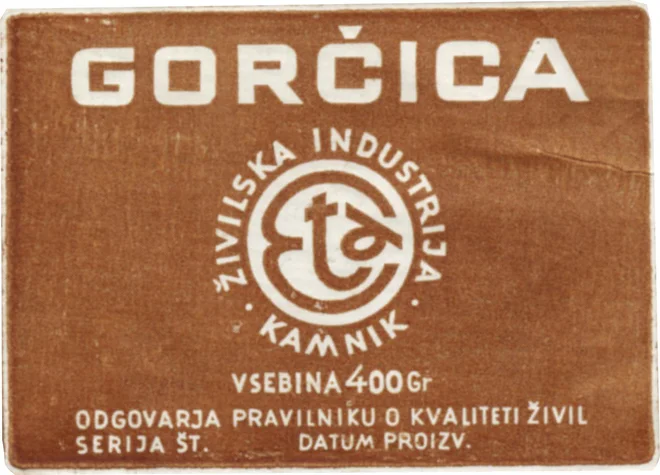 GORČICA
ŽIVILSKA INDUSTRIJA
Eta
· KAMNIK ·
VSEBINA 400 Gr
ODGOVARJA PRAVILNIKU O KVALITETI ŽIVIL
SERIJA ŠT. DATUM PROIZV.